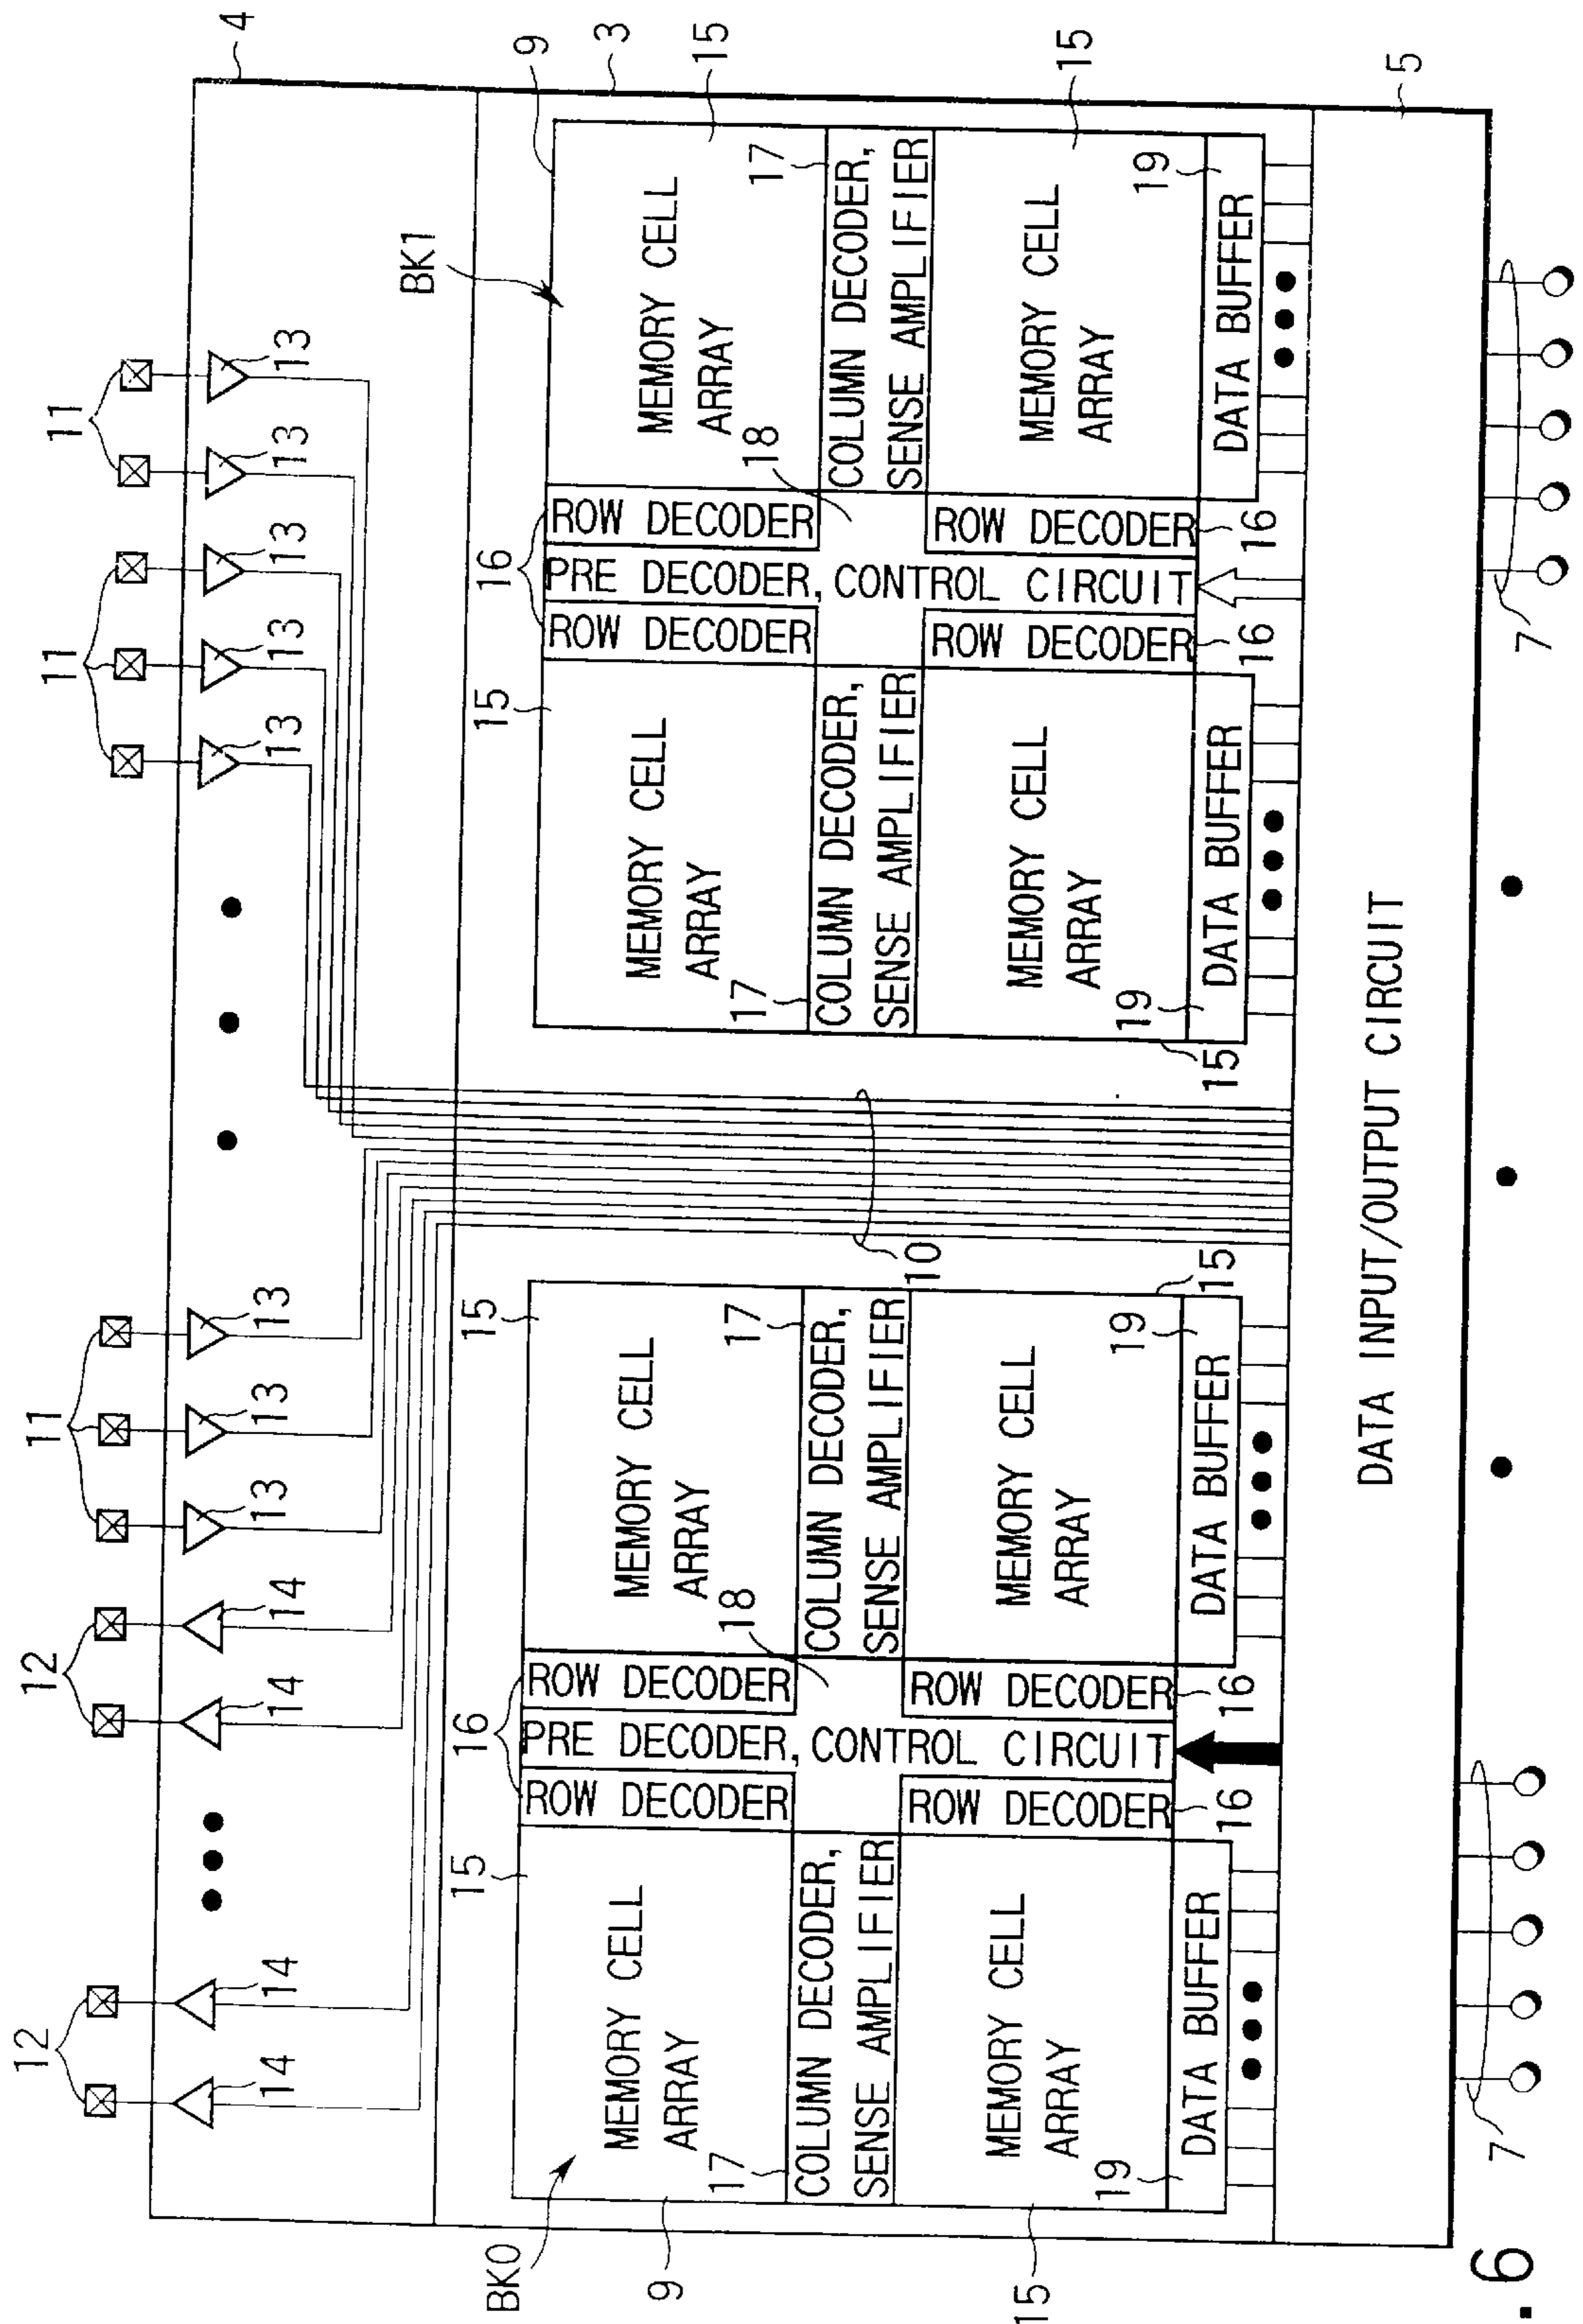 12
12
11
11
11
4
14
14
14
14
13
13
13
13
13
13
13
13
BK0
15
16
15
15
BK1
9
3
9
MEMORY CELL
ARRAY
17
ROW DECODER
PRE DECODER, CONTROL CIRCUIT
ROW DECODER
18
MEMORY CELL
ARRAY
17
MEMORY CELL
ARRAY
17
16
ROW DECODER
ROW DECODER
18
MEMORY CELL
ARRAY
17
15
COLUMN DECODER,
SENSE AMPLIFIER
COLUMN DECODER,
SENSE AMPLIFIER
10
COLUMN DECODER,
SENSE AMPLIFIER
PRE DECODER, CONTROL CIRCUIT
COLUMN DECODER,
SENSE AMPLIFIER
15
MEMORY CELL
ARRAY
ROW DECODER
ROW DECODER
MEMORY CELL
ARRAY
MEMORY CELL
ARRAY
ROW DECODER
ROW DECODER
MEMORY CELL
ARRAY
15
19
DATA BUFFER
16
16
DATA BUFFER
19
15
15
19
DATA BUFFER
16
16
DATA BUFFER
19
DATA INPUT/OUTPUT CIRCUIT
5
7
7
. 6